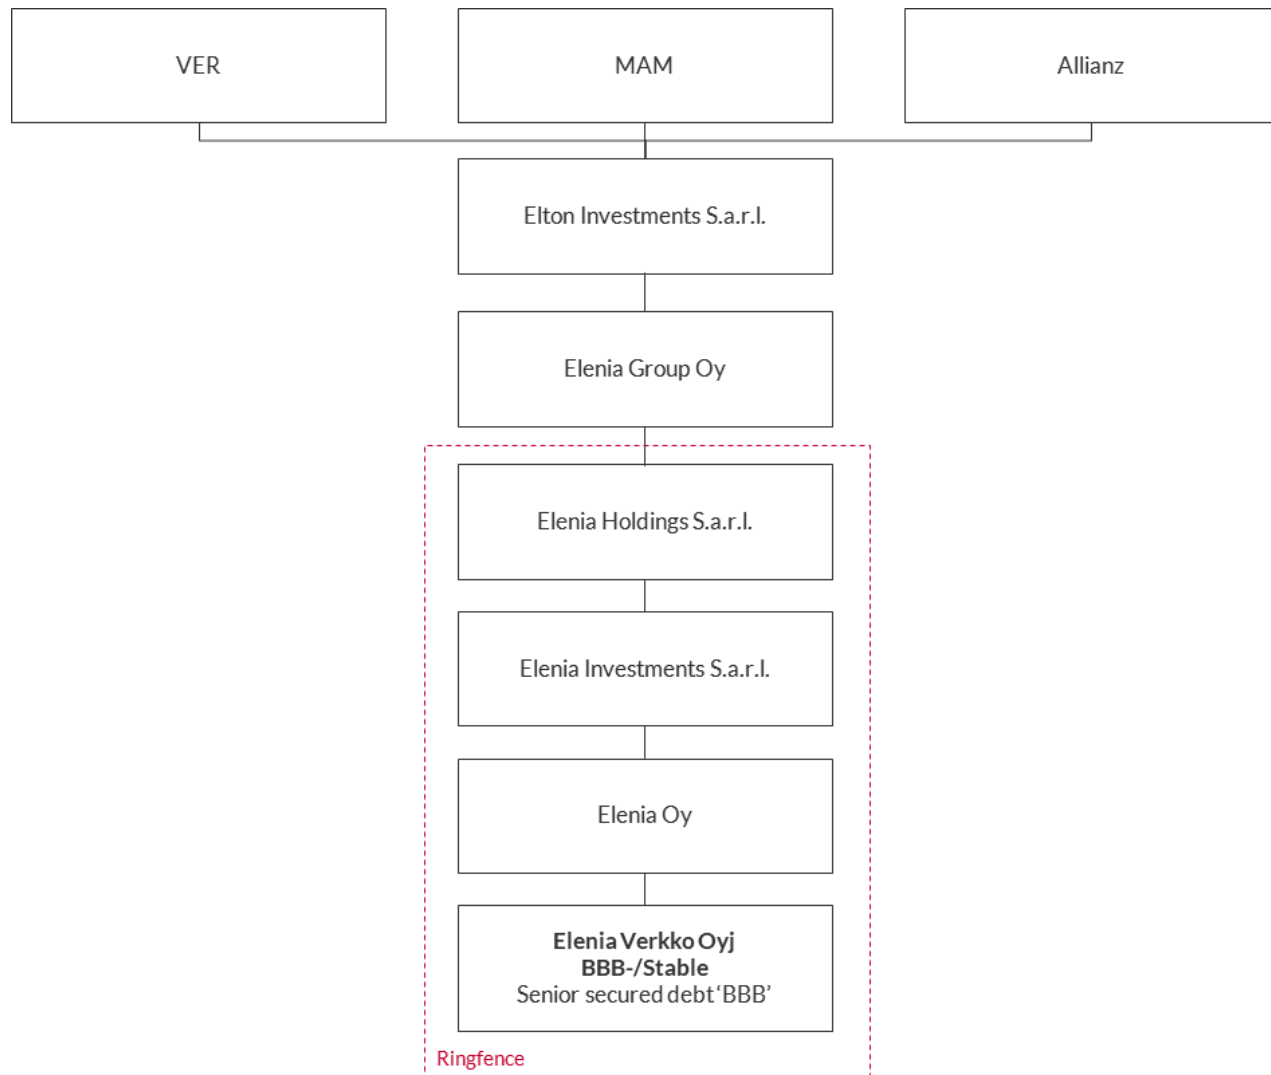 VER
MAM
Allianz
Elton Investments S.a.r.l.
Elenia Group Oy
Elenia Holdings S.a.r.l.
Elenia Investments S.a.r.l.
Elenia Oy
Elenia Verkko Oyj
BBB-/Stable
Senior secured debt ‘BBB’
Ringfence